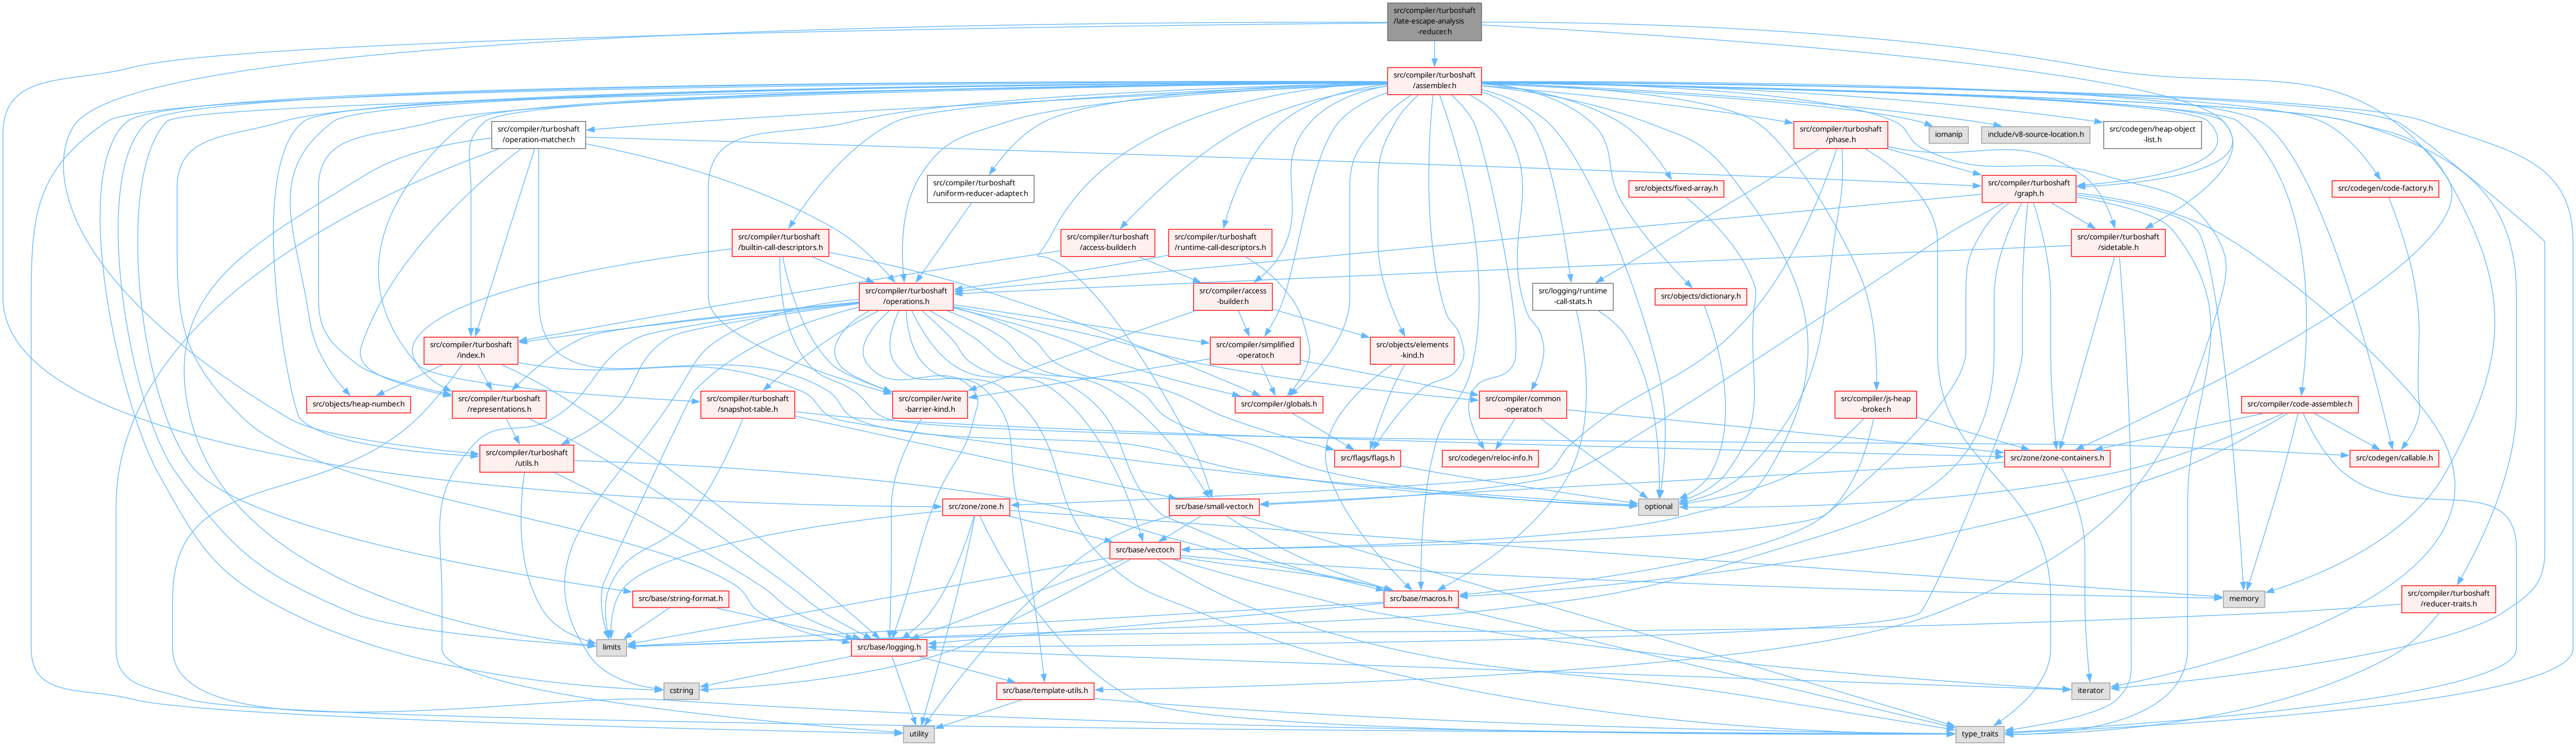 src/compiler/turboshaft
/late-escape-analysis
-reducer.h
src/compiler/turboshaft
/assembler.h
src/compiler/turboshaft
/operation-matcher.h
src/compiler/turboshaft
/phase.h
iomanip
include/v8-source-location.h
src/codegen/heap-object
-list.h
src/compiler/turboshaft
/uniform-reducer-adapter.h
src/objects/fixed-array.h
src/compiler/turboshaft
/graph.h
src/codegen/code-factory.h
src/compiler/turboshaft
/builtin-call-descriptors.h
src/compiler/turboshaft
/access-builder.h
src/compiler/turboshaft
/runtime-call-descriptors.h
src/compiler/turboshaft
/sidetable.h
src/compiler/turboshaft
/operations.h
src/compiler/access
-builder.h
src/logging/runtime
-call-stats.h
src/objects/dictionary.h
src/compiler/turboshaft
/index.h
src/compiler/simplified
-operator.h
src/objects/elements
-kind.h
src/objects/heap-number.h
src/compiler/turboshaft
/representations.h
src/compiler/turboshaft
/snapshot-table.h
src/compiler/write
-barrier-kind.h
src/compiler/globals.h
src/compiler/common
-operator.h
src/compiler/js-heap
-broker.h
src/compiler/code-assembler.h
src/compiler/turboshaft
/utils.h
src/flags/flags.h
src/codegen/reloc-info.h
src/zone/zone-containers.h
src/codegen/callable.h
src/zone/zone.h
src/base/small-vector.h
optional
src/base/vector.h
src/base/string-format.h
src/base/macros.h
memory
src/compiler/turboshaft
/reducer-traits.h
limits
src/base/logging.h
cstring
src/base/template-utils.h
iterator
utility
type_traits